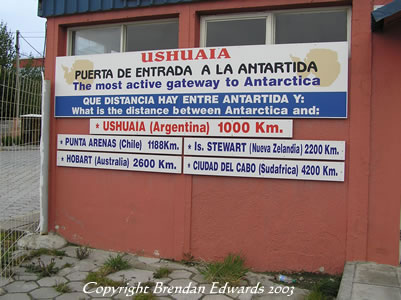 USHUAIA
PUERTA DE ENTRADA A LA ANTARTIDA
The most active gateway to Antarctica
QUE DISTANCIA HAY ENTRE ANTARTIDA Y:
What is the distance between Antarctica and:
* USHUAIA (Argentina) 1000 Km.
* PUNTA ARENAS (Chile) 1188Km.
* Is. STEWART (Nueva Zelandia) 2200 Km.
* HOBART (Australia) 2600 Km.
* CIUDAD DEL CABO (Sudafrica) 4200 Km.
Copyright Brendan Edwards 2003